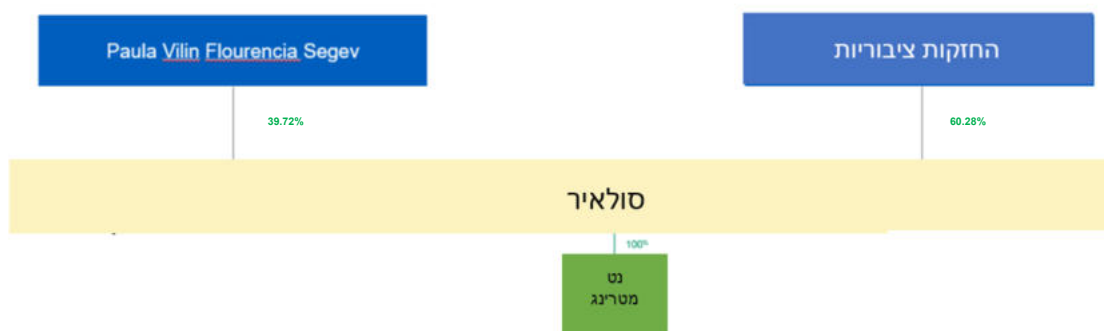 Paula Vilin Flourencia Segev
החזקות ציבוריות
39.72%
60.28%
סולאיר
100%
נט
מטרינג